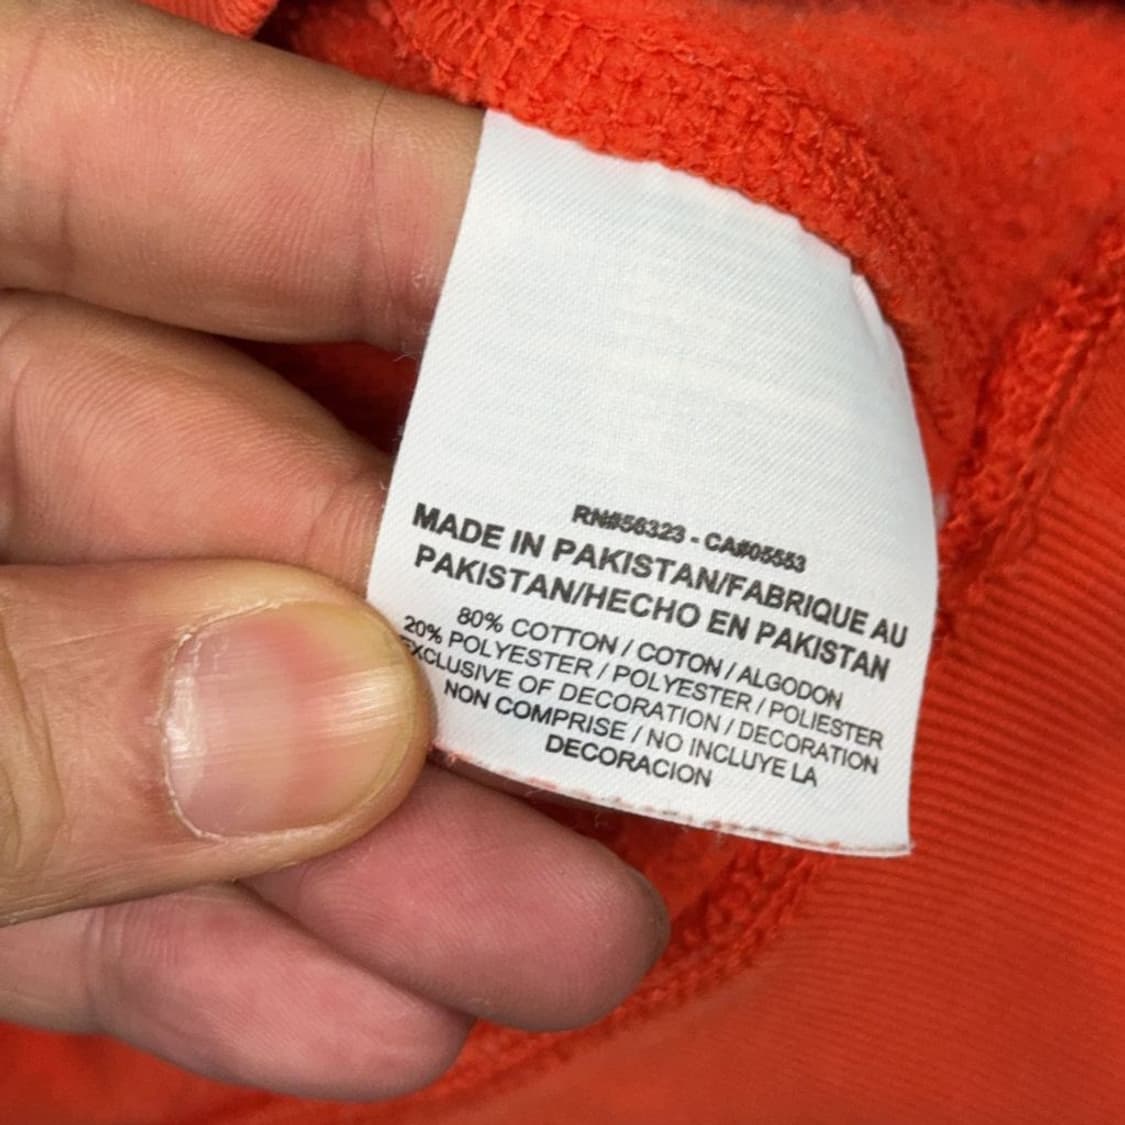 RN#56323 - CA#05553
MADE IN PAKISTAN/FABRIQUE AU
PAKISTAN/HECHO EN PAKISTAN
80% COTTON / COTON / ALGODON
20% POLYESTER / POLYESTER / POLIESTER
EXCLUSIVE OF DECORATION / DECORATION
NON COMPRISE / NO INCLUYE LA
DECORACION